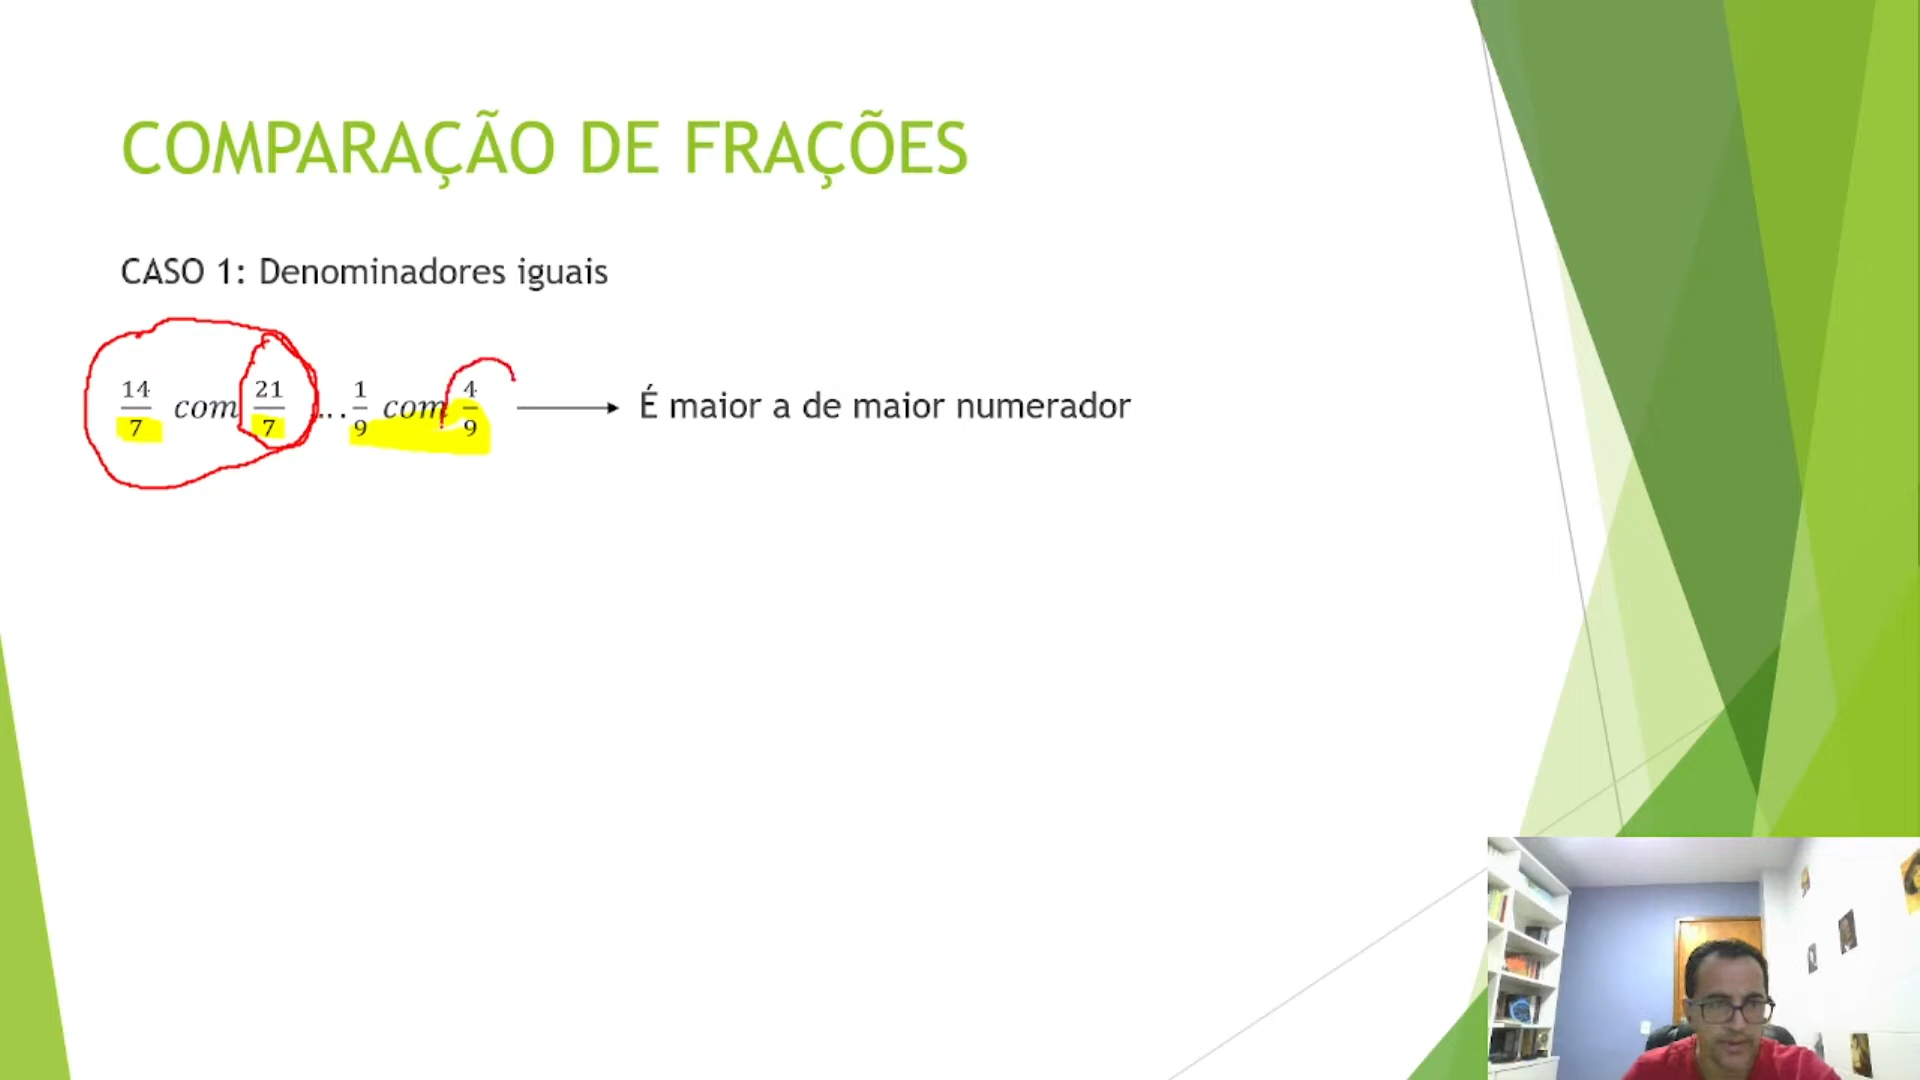 COMPARAÇÃO DE FRAÇÕES
CASO 1: Denominadores iguais
14/7 com 21/7 ... 1/9 com 4/9 → É maior a de maior numerador